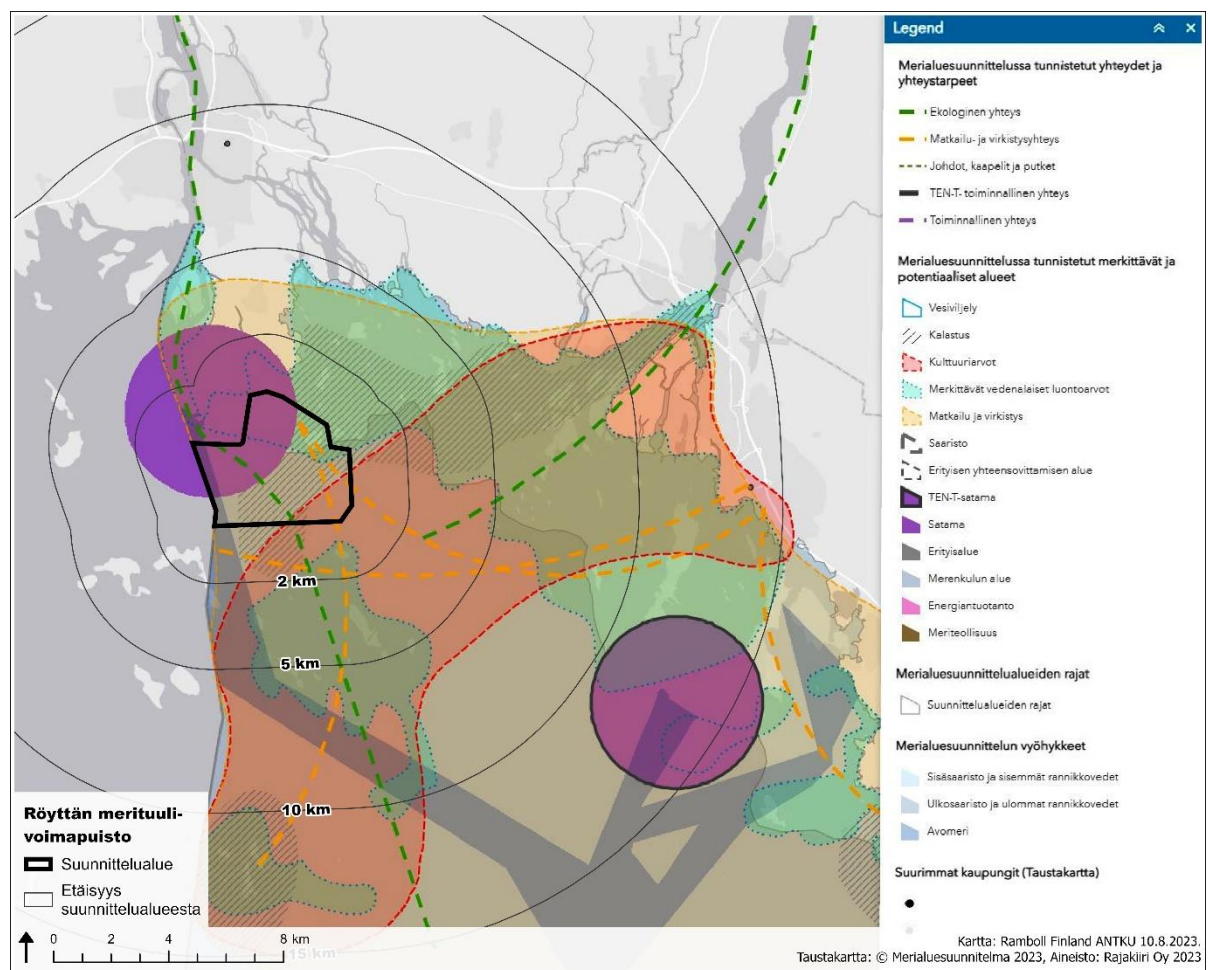 Legend
Merialuesuunnittelussa tunnistetut yhteydet ja
yhteystarpeet
Ekologinen yhteys
Matkailu- ja virkistysyhteys
Johdot, kaapelit ja putket
TEN-T- toiminnallinen yhteys
Toiminnallinen yhteys
Merialuesuunnittelussa tunnistetut merkittävät ja
potentiaaliset alueet
Vesiviljely
Kalastus
Kulttuuriarvot
Merkittävät vedenalaiset luontoarvot
Matkailu ja virkistys
Saaristo
Erityisen yhteensovittamisen alue
TEN-T-satama
Satama
Erityisalue
Merenkulun alue
Energiantuotanto
Meriteollisuus
Merialuesuunnittelualueiden rajat
Suunnittelualueiden rajat
Merialuesuunnittelun vyöhykkeet
Sisäsaaristo ja sisemmät rannikkovedet
Ulkosaaristo ja ulommat rannikkovedet
Avomeri
Suurimmat kaupungit (Taustakartta)
2 km
5 km
10 km
15 km
Röyttän merituuli-
voimapuisto
Suunnittelualue
Etäisyys
suunnittelualueesta
0 2 4 8 km
Kartta: Ramboll Finland ANTKU 10.8.2023.
Taustakartta: © Merialuesuunnitelma 2023, Aineisto: Rajakiiri Oy 2023